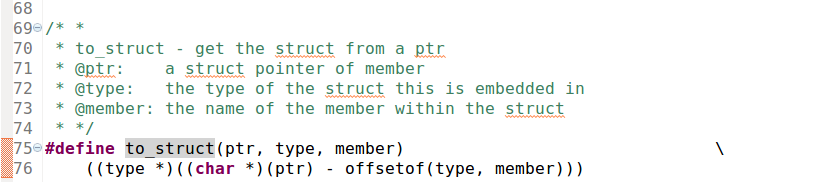 68
69 /* *
70  * to_struct - get the struct from a ptr
71  * @ptr:    a struct pointer of member
72  * @type:   the type of the struct this is embedded in
73  * @member: the name of the member within the struct
74  * */
75 #define to_struct(ptr, type, member)                               \
76     ((type *)((char *)(ptr) - offsetof(type, member)))